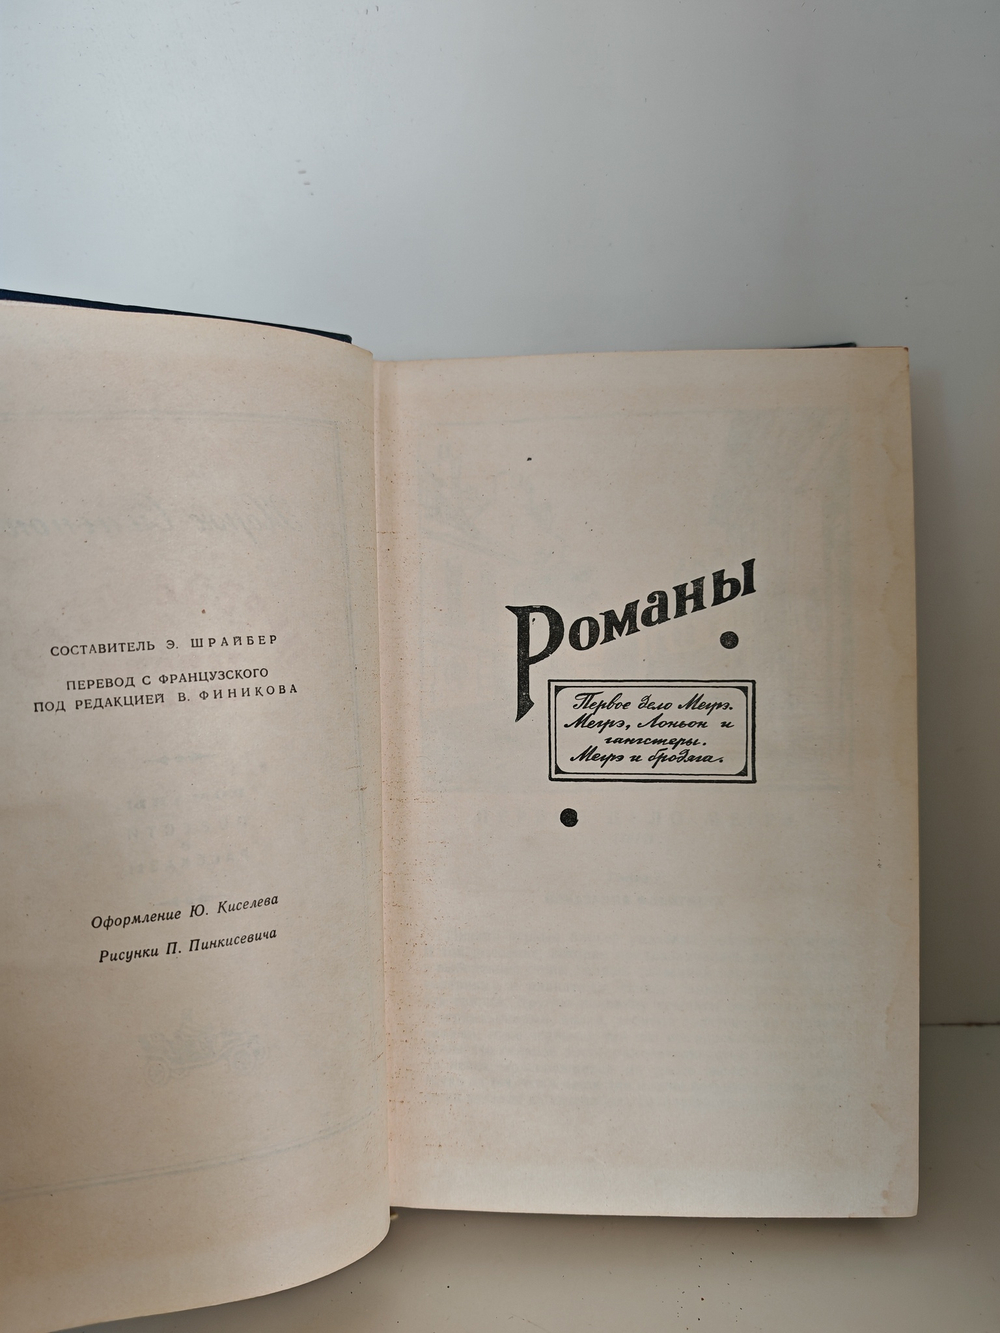 СОСТАВИТЕЛЬ Э. ШРАЙБЕР
ПЕРЕВОД С ФРАНЦУЗСКОГО
ПОД РЕДАКЦИЕЙ В. ФИНИКОВА
Оформление Ю. Киселева
Рисунки П. Пинкисевича
Романы
Первое дело Мегрэ.
Мегрэ, Лоньон и
гангстеры.
Мегрэ и бродяга.